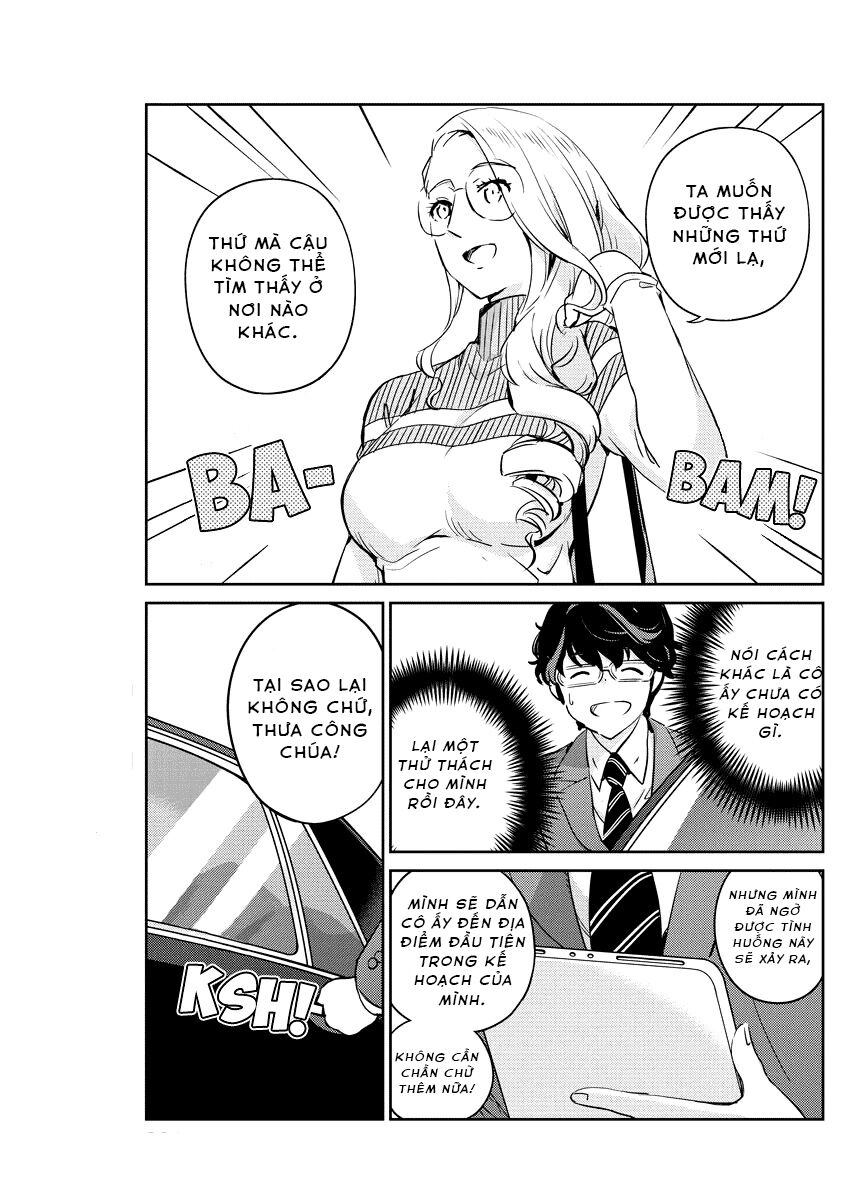 TA MUỐN
ĐƯỢC THẤY
NHỮNG THỨ
MỚI LẠ,
THỨ MÀ CẬU
KHÔNG THỂ
TÌM THẤY Ở
NƠI NÀO
KHÁC.
BA-
BAM!
NÓI CÁCH
KHÁC LÀ CÔ
ẤY CHƯA CÓ
KẾ HOẠCH
GÌ.
LẠI MỘT
THỬ THÁCH
CHO MÌNH
RỒI ĐÂY.
TẠI SAO LẠI
KHÔNG CHỨ,
THƯA CÔNG
CHÚA!
KSH!
NHƯNG MÌNH
ĐÃ NGỜ
ĐƯỢC TÌNH
HUỐNG NÀY
SẼ XẢY RA,
MÌNH SẼ DẪN
CÔ ẤY ĐẾN ĐỊA
ĐIỂM ĐẦU TIÊN
TRONG KẾ
HOẠCH CỦA
MÌNH.
KHÔNG CẦN
CHẦN CHỪ
THÊM NỮA!